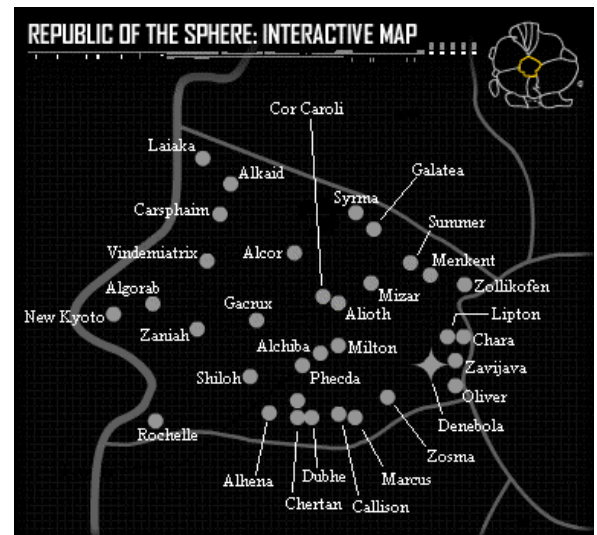 REPUBLIC OF THE SPHERE: INTERACTIVE MAP
Cor Caroli
Laiaka
Alkaid
Galatea
Syrma
Carsphaim
Summer
Vindemiatrix
Alcor
Menkent
Algorab
Mizar
Zollikofen
New Kyoto
Gacrux
Alioth
Lipton
Zaniah
Chara
Alchiba
Milton
Zavijava
Shiloh
Phecda
Oliver
Denebola
Rochelle
Zosma
Alhena
Dubhe
Marcus
Chertan
Callison